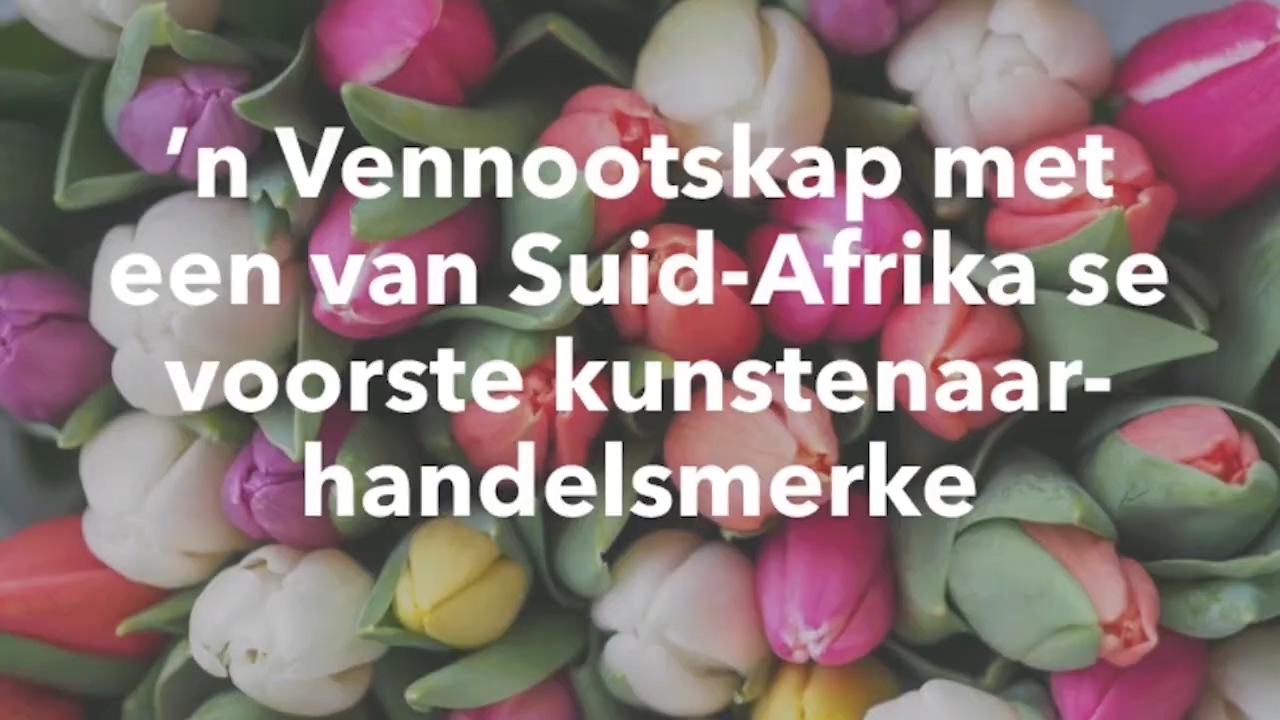 ’n Vennootskap met
een van Suid-Afrika se
voorste kunstenaar-
handelsmerke